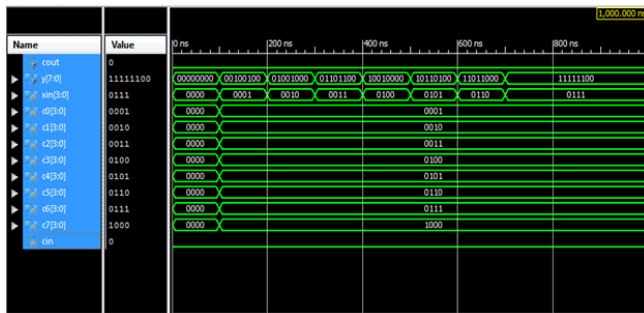 1,000.000 ns
Name Value 0 ns 200 ns 400 ns 600 ns 800 ns
cout 0
y[7:0] 11111100 00000000 00100100 01001000 01101100 10010000 10110100 11011000 11111100
xin[3:0] 0111 0000 0001 0010 0011 0100 0101 0110 0111
c0[3:0] 0001 0000 0001
c1[3:0] 0010 0000 0010
c2[3:0] 0011 0000 0011
c3[3:0] 0100 0000 0100
c4[3:0] 0101 0000 0101
c5[3:0] 0110 0000 0110
c6[3:0] 0111 0000 0111
c7[3:0] 1000 0000 1000
cin 0